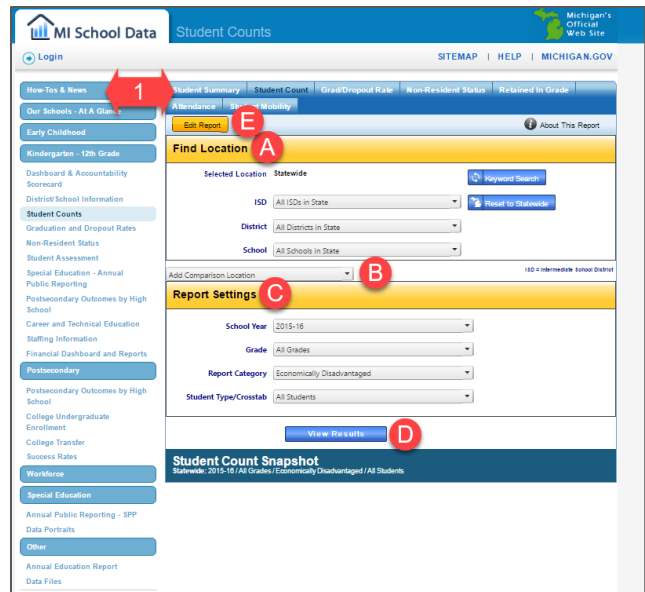 MI School Data
Student Counts
Michigan's
Official
Web Site
Login
SITEMAP | HELP | MICHIGAN.GOV
How-Tos & News
1
Student Summary Student Count Grad/Dropout Rate Non-Resident Status Retained In Grade
Our Schools - At A Glance
Attendance Student Mobility
Edit Report
E
About This Report
Early Childhood
Kindergarten - 12th Grade
Dashboard & Accountability
Scorecard
District/School Information
Student Counts
Graduation and Dropout Rates
Non-Resident Status
Student Assessment
Special Education - Annual
Public Reporting
Postsecondary Outcomes by High
School
Career and Technical Education
Staffing Information
Financial Dashboard and Reports
Postsecondary
Postsecondary Outcomes by High
School
College Undergraduate
Enrollment
College Transfer
Success Rates
Workforce
Special Education
Annual Public Reporting - SPP
Data Portraits
Other
Annual Education Report
Data Files
Find Location
A
Selected Location Statewide
Keyword Search
ISD All ISDs in State
Reset to Statewide
District All Districts in State
School All Schools in State
Add Comparison Location
B
ISD = Intermediate School District
Report Settings
C
School Year 2015-16
Grade All Grades
Report Category Economically Disadvantaged
Student Type/Crosstab All Students
View Results
D
Student Count Snapshot
Statewide: 2015-16 / All Grades / Economically Disadvantaged / All Students